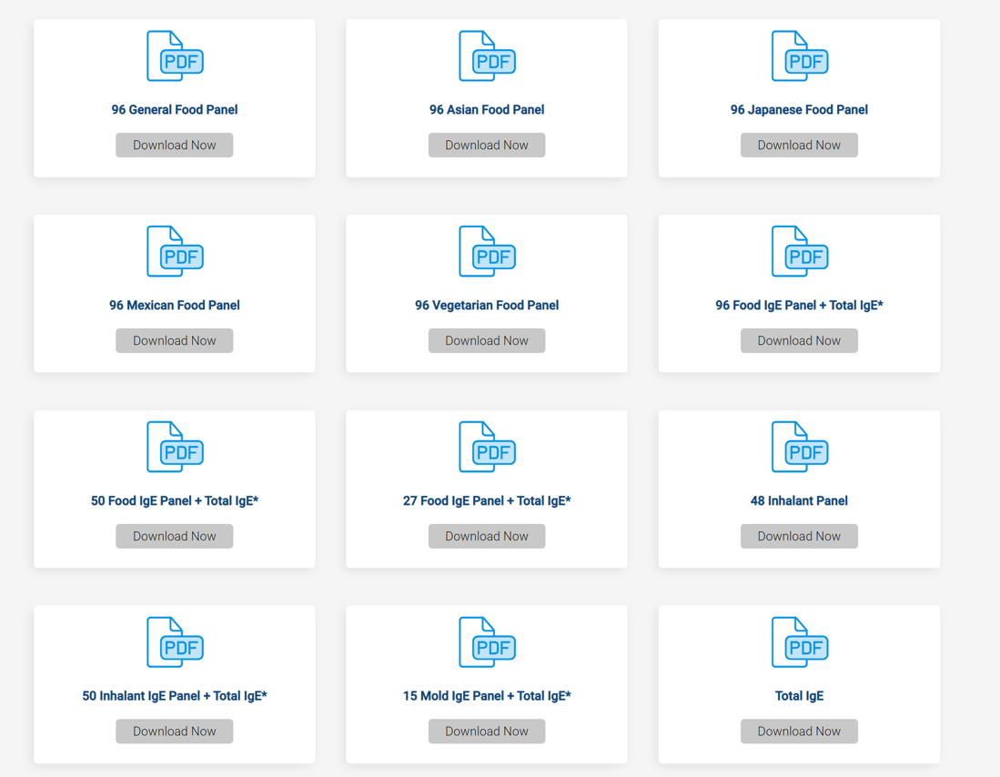 PDF
96 General Food Panel
Download Now
PDF
96 Asian Food Panel
Download Now
PDF
96 Japanese Food Panel
Download Now
PDF
96 Mexican Food Panel
Download Now
PDF
96 Vegetarian Food Panel
Download Now
PDF
96 Food IgE Panel + Total IgE*
Download Now
PDF
50 Food IgE Panel + Total IgE*
Download Now
PDF
27 Food IgE Panel + Total IgE*
Download Now
PDF
48 Inhalant Panel
Download Now
PDF
50 Inhalant IgE Panel + Total IgE*
Download Now
PDF
15 Mold IgE Panel + Total IgE*
Download Now
PDF
Total IgE
Download Now